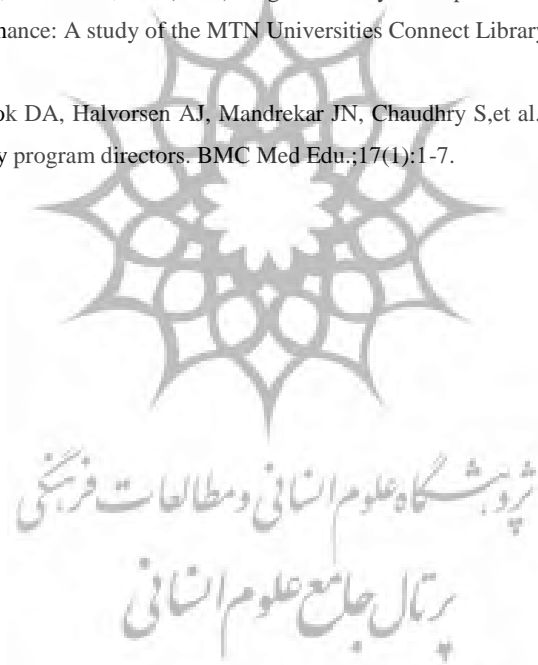 nance: A study of the MTN Universities Connect Library
ok DA, Halvorsen AJ, Mandrekar JN, Chaudhry S,et al.
y program directors. BMC Med Edu.;17(1):1-7.
پژوهشگاه علوم انسانی و مطالعات فرهنگی
پرتال جامع علوم انسانی